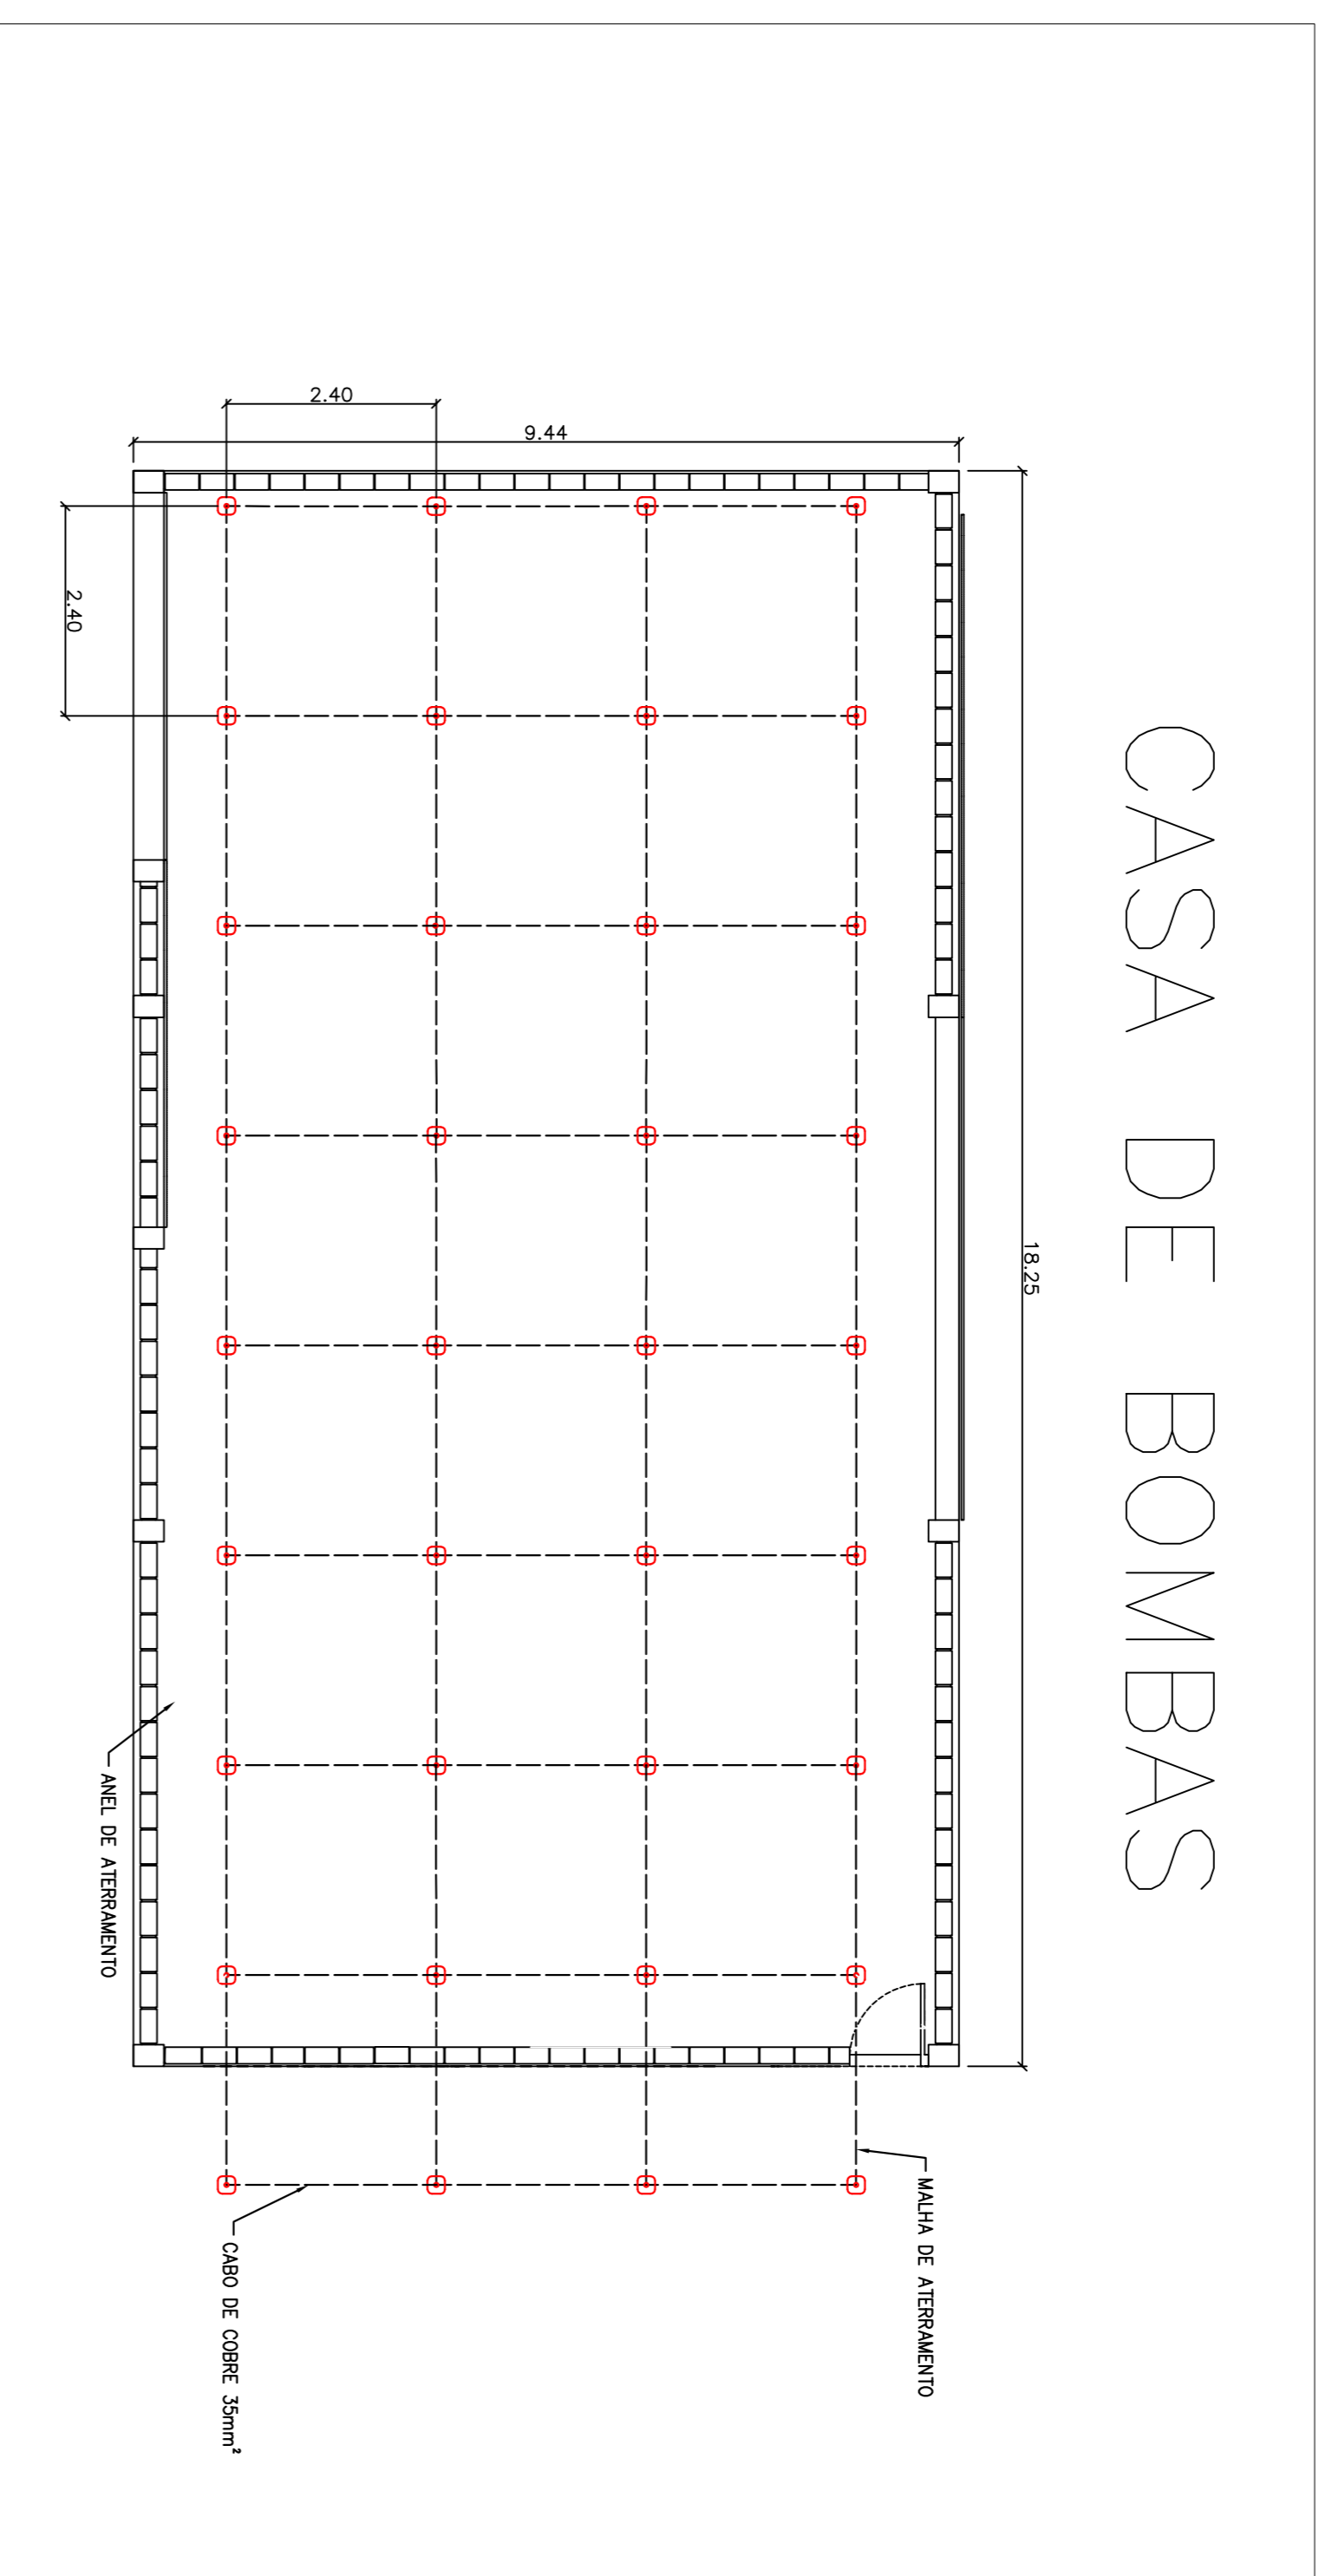 CASA DE BOMBAS
2.40
9.44
2.40
18.25
ANEL DE ATERRAMENTO
MALHA DE ATERRAMENTO
CABO DE COBRE 35mm²